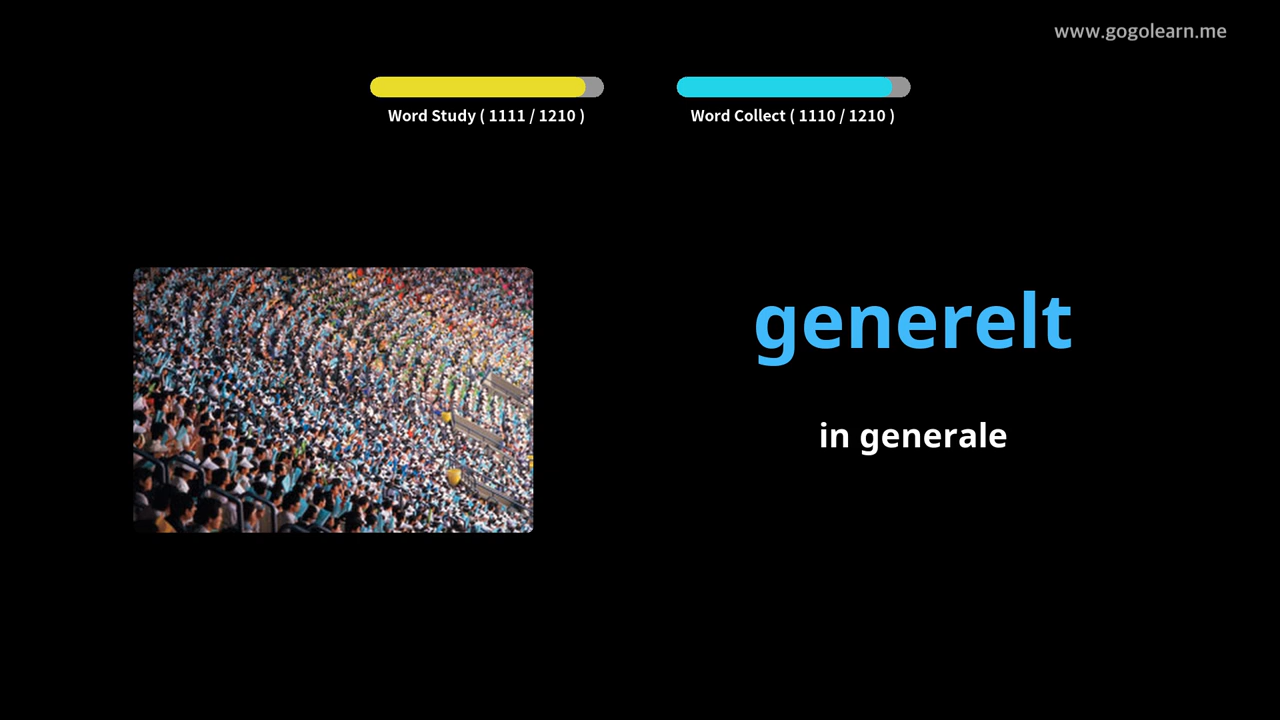 www.gogolearn.me
Word Study ( 1111 / 1210 )
Word Collect ( 1110 / 1210 )
generelt
in generale